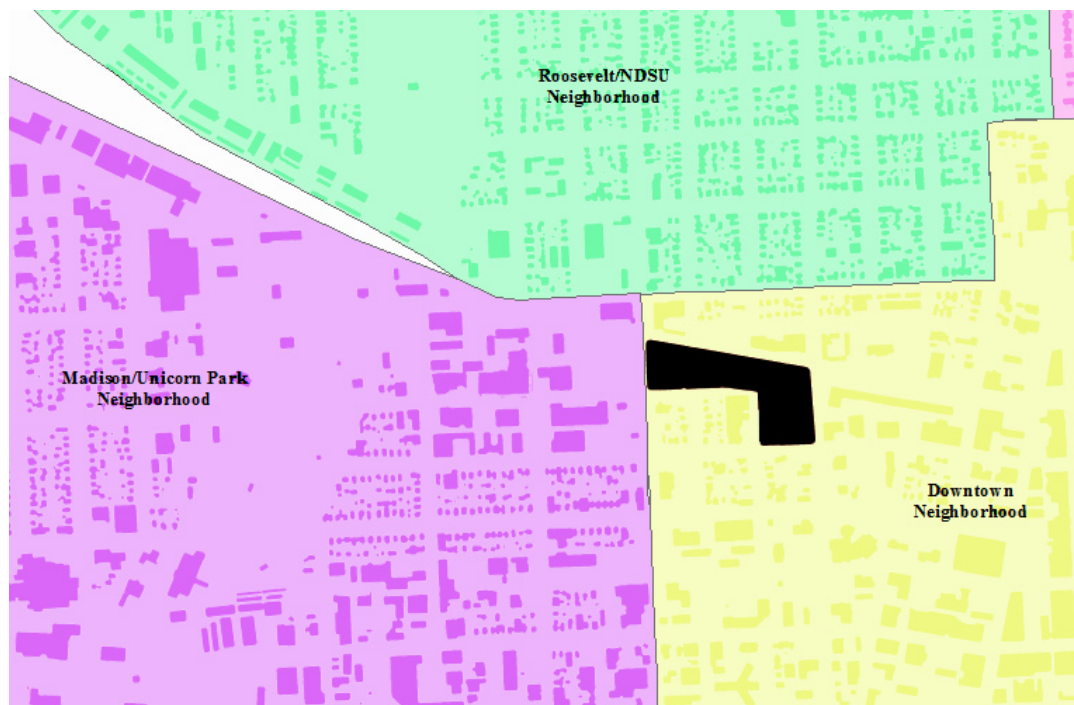 Roosevelt/NDSU
Neighborhood
Madison/Unicorn Park
Neighborhood
Downtown
Neighborhood